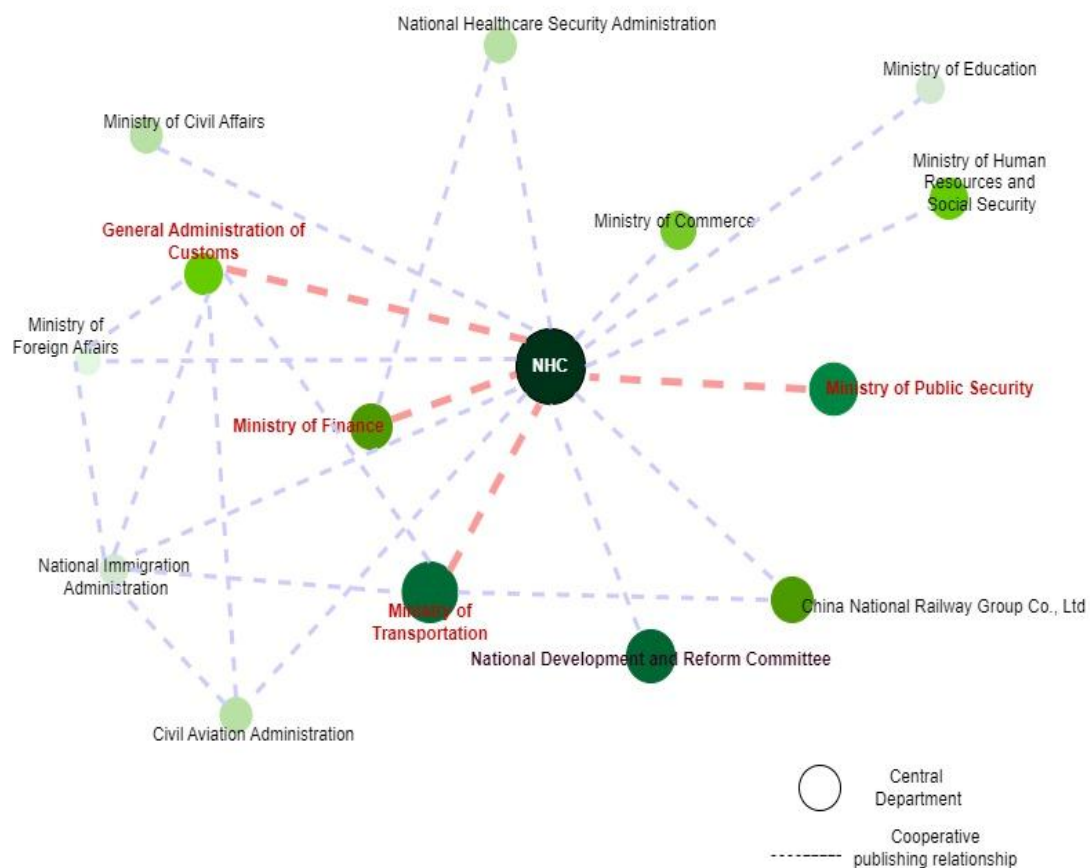 National Healthcare Security Administration
Ministry of Education
Ministry of Civil Affairs
Ministry of Human
Resources and
Social Security
Ministry of Commerce
General Administration of
Customs
Ministry of
Foreign Affairs
NHC
Ministry of Public Security
Ministry of Finance
National Immigration
Administration
Ministry of
Transportation
China National Railway Group Co., Ltd
National Development and Reform Committee
Civil Aviation Administration
Central
Department
Cooperative
publishing relationship